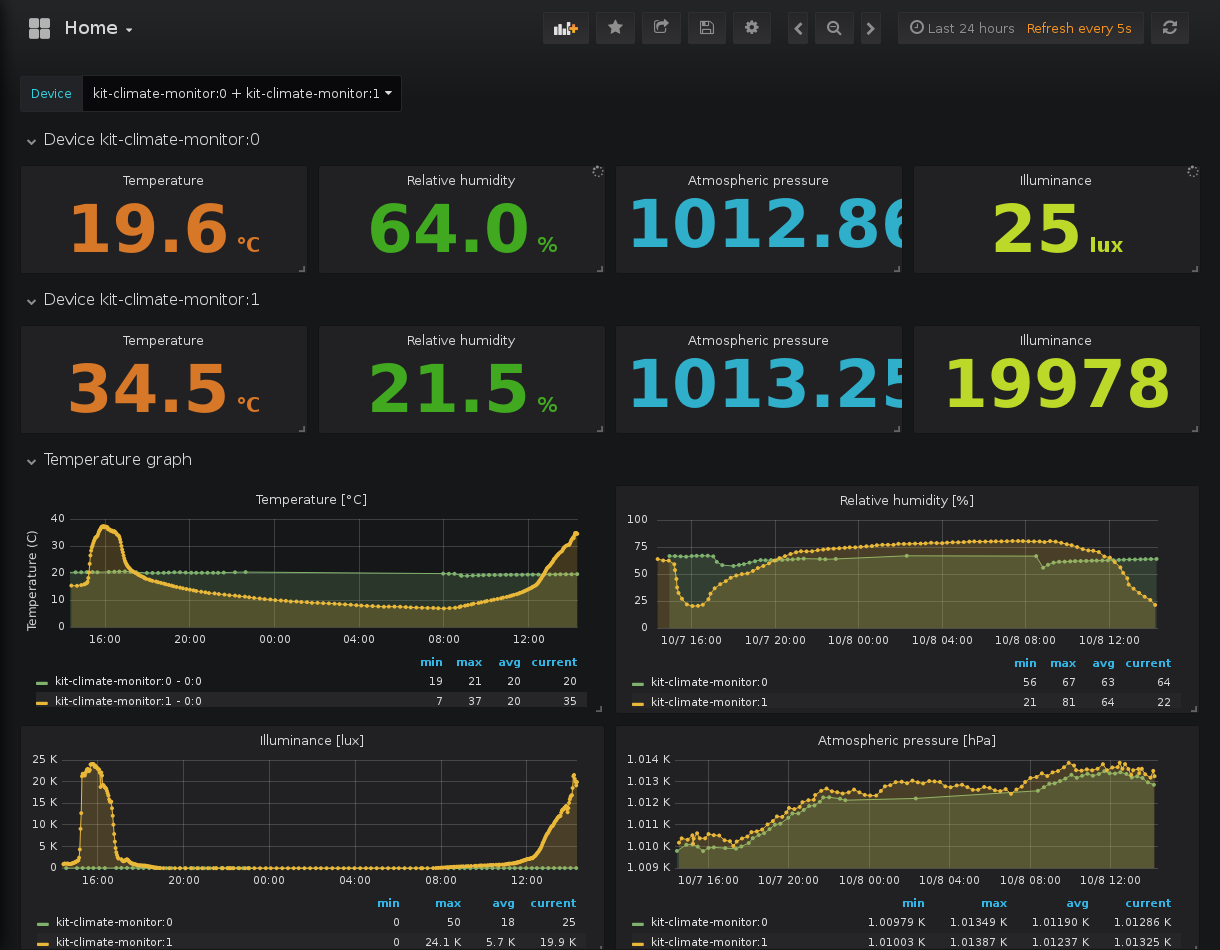 Home
Last 24 hours Refresh every 5s
Device kit-climate-monitor:0 + kit-climate-monitor:1
Device kit-climate-monitor:0
Temperature Relative humidity Atmospheric pressure Illuminance
19.6 °C 64.0 % 1012.86 25 lux
Device kit-climate-monitor:1
Temperature Relative humidity Atmospheric pressure Illuminance
34.5 °C 21.5 % 1013.25 19978
Temperature graph
Temperature [°C]
Temperature (C)
40
30
20
10
0
16:00 20:00 00:00 04:00 08:00 12:00
min max avg current
kit-climate-monitor:0 - 0:0 19 21 20 20
kit-climate-monitor:1 - 0:0 7 37 20 35
Relative humidity [%]
100
75
50
25
0
10/7 16:00 10/7 20:00 10/8 00:00 10/8 04:00 10/8 08:00 10/8 12:00
min max avg current
kit-climate-monitor:0 56 67 63 64
kit-climate-monitor:1 21 81 64 22
Illuminance [lux]
25 K
20 K
15 K
10 K
5 K
0
16:00 20:00 00:00 04:00 08:00 12:00
min max avg current
kit-climate-monitor:0 0 50 18 25
kit-climate-monitor:1 0 24.1 K 5.7 K 19.9 K
Atmospheric pressure [hPa]
1.014 K
1.013 K
1.012 K
1.011 K
1.010 K
1.009 K
10/7 16:00 10/7 20:00 10/8 00:00 10/8 04:00 10/8 08:00 10/8 12:00
min max avg current
kit-climate-monitor:0 1.00979 K 1.01349 K 1.01190 K 1.01286 K
kit-climate-monitor:1 1.01003 K 1.01387 K 1.01237 K 1.01325 K